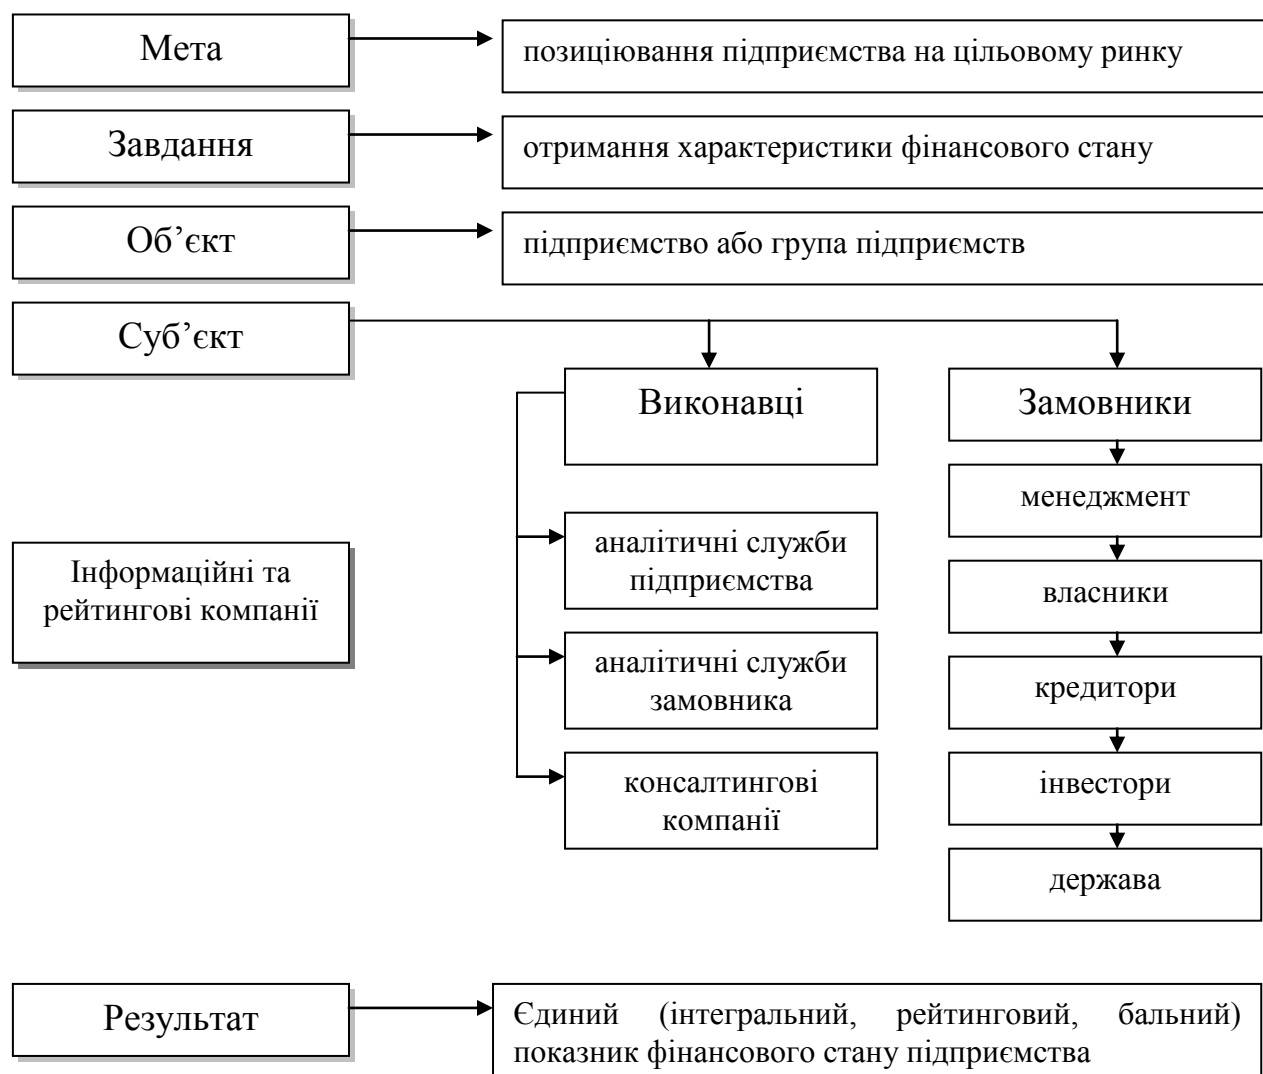 Мета
позиціювання підприємства на цільовому ринку
Завдання
отримання характеристики фінансового стану
Об’єкт
підприємство або група підприємств
Суб’єкт
Виконавці
Замовники
менеджмент
аналітичні служби
підприємства
Інформаційні та
рейтингові компанії
власники
аналітичні служби
замовника
кредитори
консалтингові
компанії
інвестори
держава
Результат
Єдиний (інтегральний, рейтинговий, бальний)
показник фінансового стану підприємства